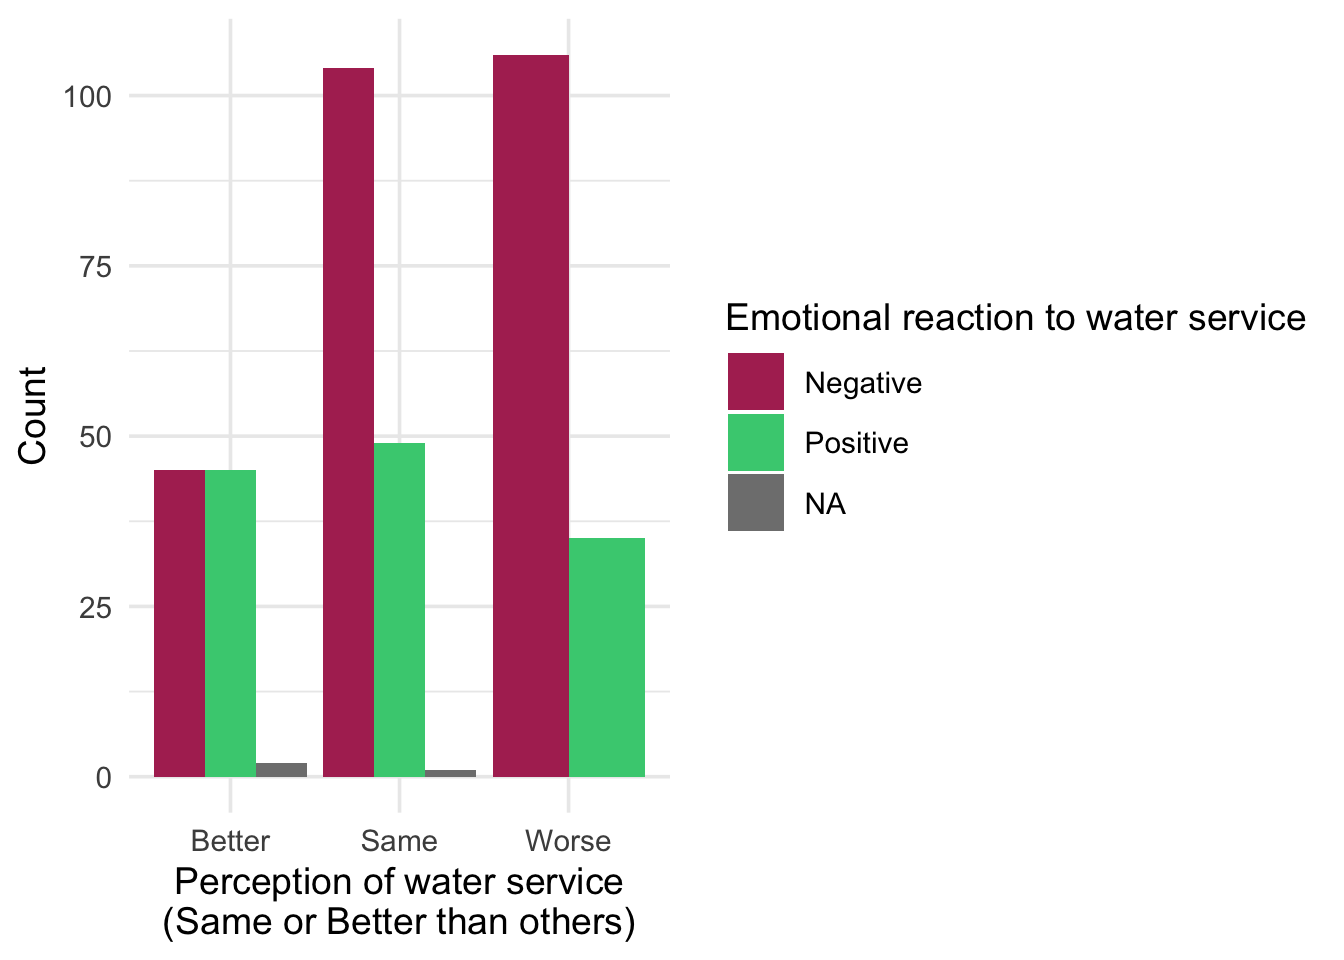 100
75
50
25
0
Count
Better
Same
Worse
Perception of water service
(Same or Better than others)
Emotional reaction to water service
Negative
Positive
NA